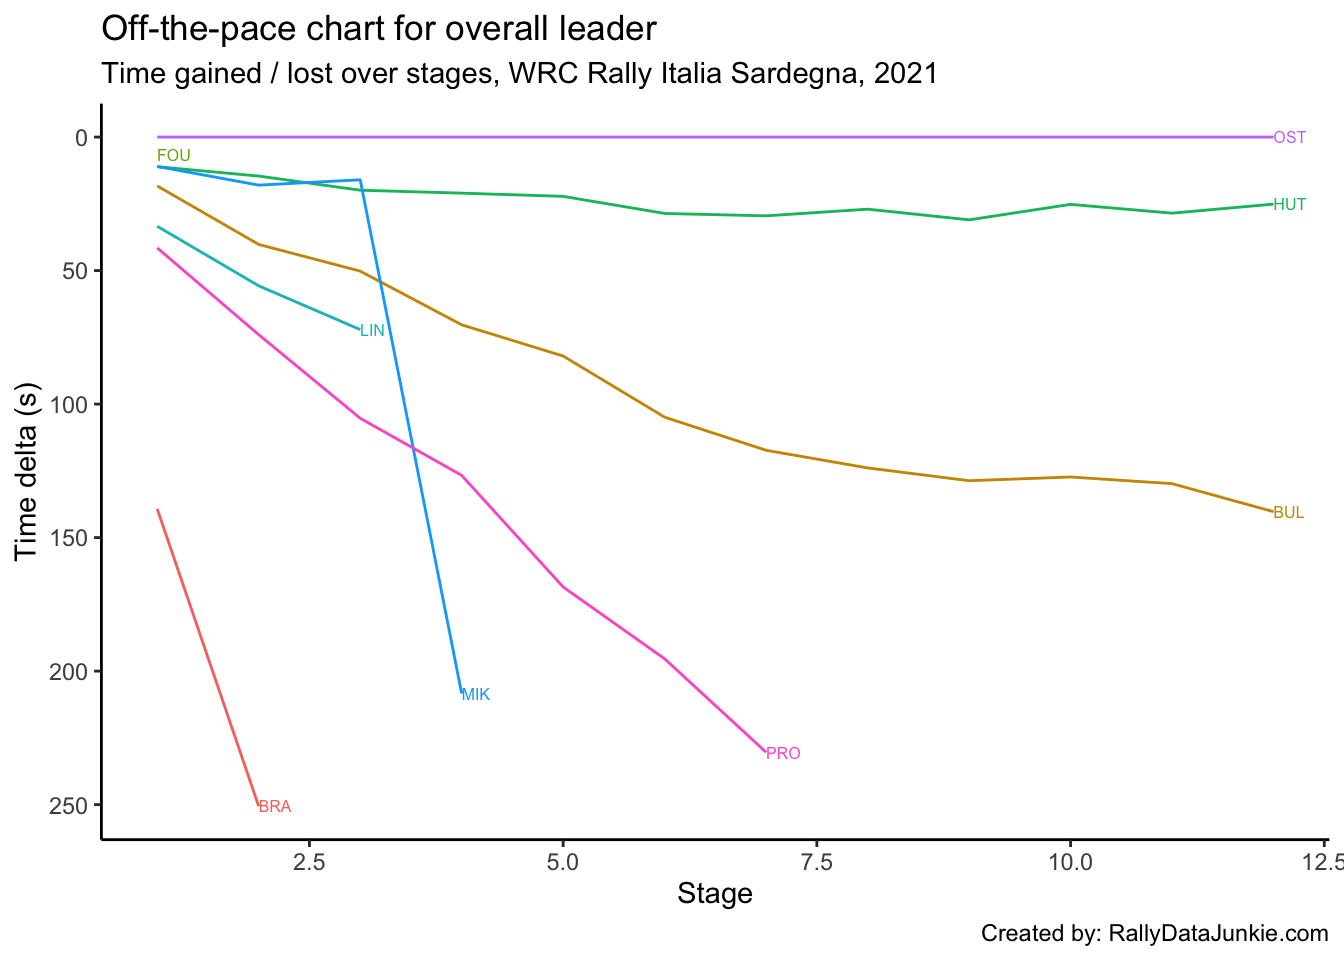 Off-the-pace chart for overall leader
Time gained / lost over stages, WRC Rally Italia Sardegna, 2021
0
50
100
150
200
250
Time delta (s)
OST
FOU
HUT
LIN
BUL
MIK
PRO
BRA
2.5
5.0
7.5
10.0
12.5
Stage
Created by: RallyDataJunkie.com